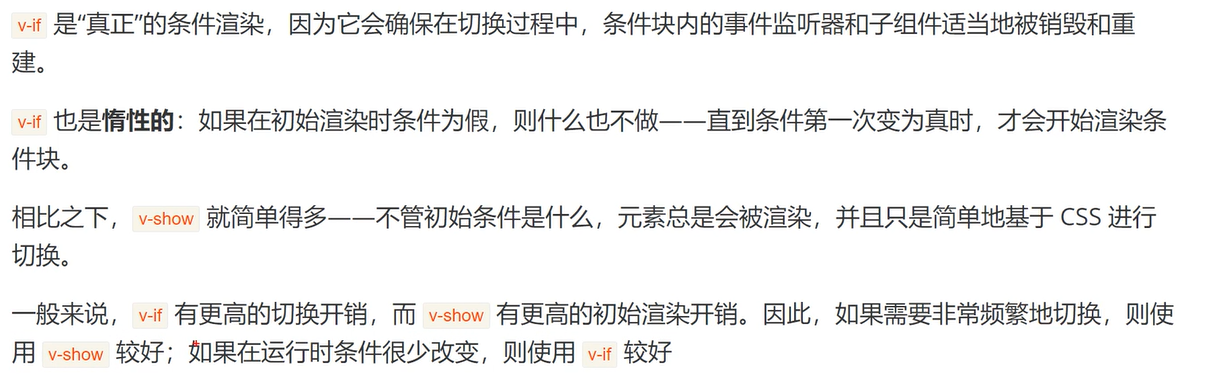 v-if 是“真正”的条件渲染，因为它会确保在切换过程中，条件块内的事件监听器和子组件适当地被销毁和重
建。
v-if 也是惰性的：如果在初始渲染时条件为假，则什么也不做——直到条件第一次变为真时，才会开始渲染条
件块。
相比之下，v-show 就简单得多——不管初始条件是什么，元素总是会被渲染，并且只是简单地基于 CSS 进行
切换。
一般来说，v-if 有更高的切换开销，而 v-show 有更高的初始渲染开销。因此，如果需要非常频繁地切换，则使
用 v-show 较好；如果在运行时条件很少改变，则使用 v-if 较好